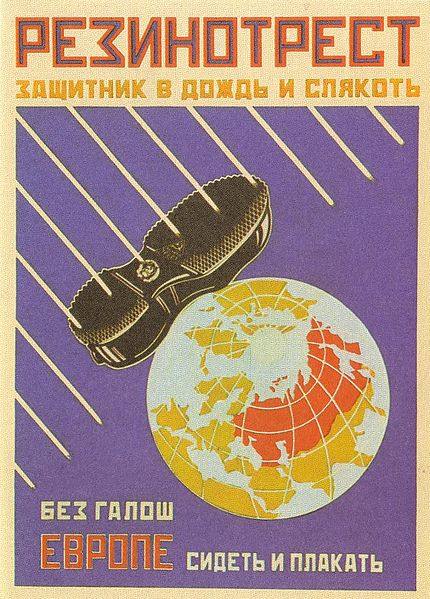 РЕЗИНОТРЕСТ
ЗАЩИТНИК В ДОЖДЬ И СЛЯКОТЬ
БЕЗ ГАЛОШ
ЕВРОПЕ СИДЕТЬ И ПЛАКАТЬ